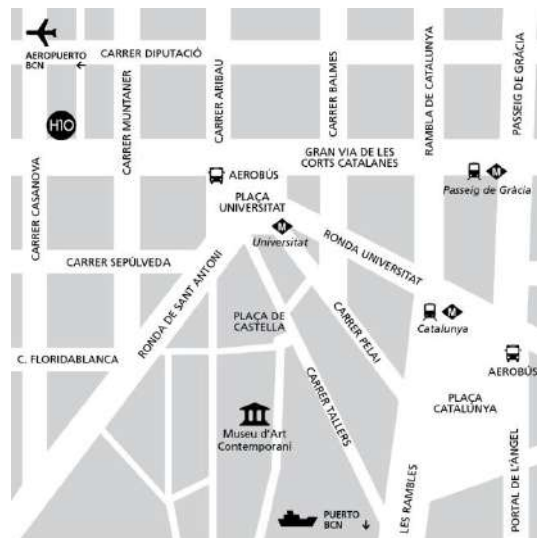 AEROPUERTO
BCN
CARRER DIPUTACIÓ
H10
CARRER CASANOVA
CARRER MUNTANER
CARRER ARIBAU
CARRER BALMES
RAMBLA DE CATALUNYA
PASSEIG DE GRÀCIA
GRAN VIA DE LES
CORTS CATALANES
AEROBÚS
PLAÇA
UNIVERSITAT
M
Passeig de Gràcia
M
Universitat
RONDA UNIVERSITAT
CARRER SEPÚLVEDA
RONDA DE SANT ANTONI
PLAÇA DE
CASTELLA
CARRER PELAI
M
Catalunya
AEROBÚS
C. FLORIDABLANCA
CARRER TALLERS
PLAÇA
CATALUNYA
Museu d'Art
Contemporani
LES RAMBLES
PORTAL DE L'ÀNGEL
PUERTO
BCN